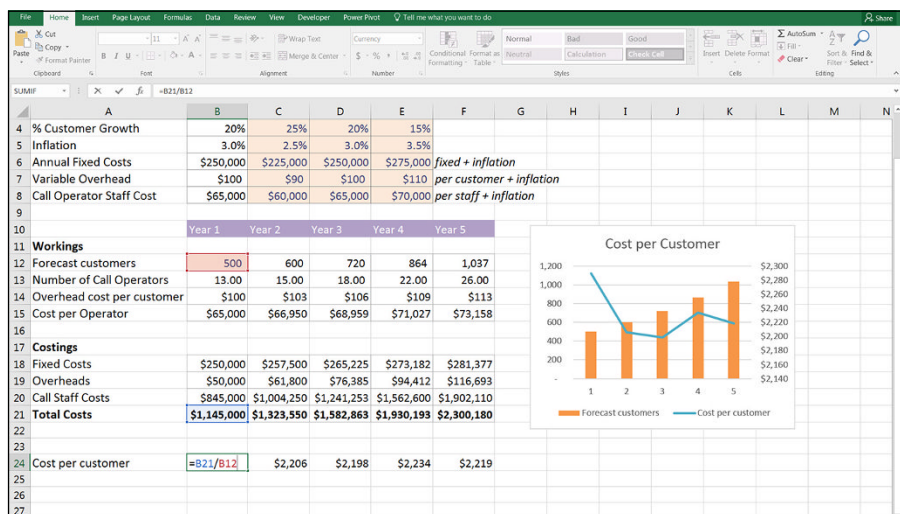 File Home Insert Page Layout Formulas Data Review View Developer Power Pivot Tell me what you want to do Share
Cut
Copy
Format Painter
Paste
11
B I U
A A
Wrap Text
Merge & Center
Currency
$ %
Conditional Formatting
Format as Table
Normal Bad Good
Neutral Calculation Check Cell
Insert Delete Format
AutoSum
Fill
Clear
Sort & Filter
Find & Select
Clipboard Font Alignment Number Styles Cells Editing
SUMIF fx =B21/B12
A B C D E F G H I J K L M N
4 % Customer Growth 20% 25% 20% 15%
5 Inflation 3.0% 2.5% 3.0% 3.5%
6 Annual Fixed Costs $250,000 $225,000 $250,000 $275,000 fixed + inflation
7 Variable Overhead $100 $90 $100 $110 per customer + inflation
8 Call Operator Staff Cost $65,000 $60,000 $65,000 $70,000 per staff + inflation
9
10 Year 1 Year 2 Year 3 Year 4 Year 5
11 Workings
12 Forecast customers 500 600 720 864 1,037
13 Number of Call Operators 13.00 15.00 18.00 22.00 26.00
14 Overhead cost per customer $100 $103 $106 $109 $113
15 Cost per Operator $65,000 $66,950 $68,959 $71,027 $73,158
16
17 Costings
18 Fixed Costs $250,000 $257,500 $265,225 $273,182 $281,377
19 Overheads $50,000 $61,800 $76,385 $94,412 $116,693
20 Call Staff Costs $845,000 $1,004,250 $1,241,253 $1,562,600 $1,902,110
21 Total Costs $1,145,000 $1,323,550 $1,582,863 $1,930,193 $2,300,180
22
23
24 Cost per customer =B21/B12 $2,206 $2,198 $2,234 $2,219
25
26
27
Cost per Customer
1,200 $2,300
1,000 $2,280
800 $2,260
$2,240
600 $2,220
400 $2,200
$2,180
200 $2,160
- $2,140
1 2 3 4 5
Forecast customers Cost per customer